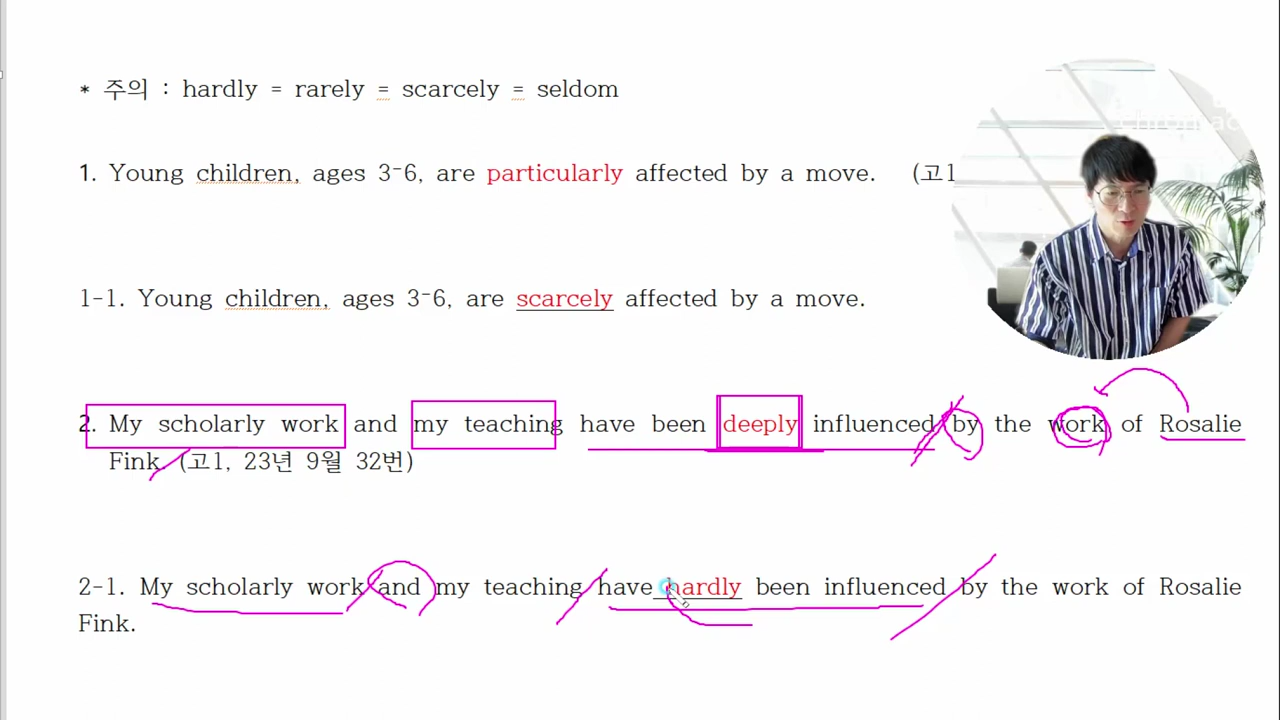 * 주의 : hardly = rarely = scarcely = seldom
1. Young children, ages 3-6, are particularly affected by a move. (고1
1-1. Young children, ages 3-6, are scarcely affected by a move.
2. My scholarly work and my teaching have been deeply influenced by the work of Rosalie
Fink. (고1, 23년 9월 32번)
2-1. My scholarly work and my teaching have hardly been influenced by the work of Rosalie
Fink.